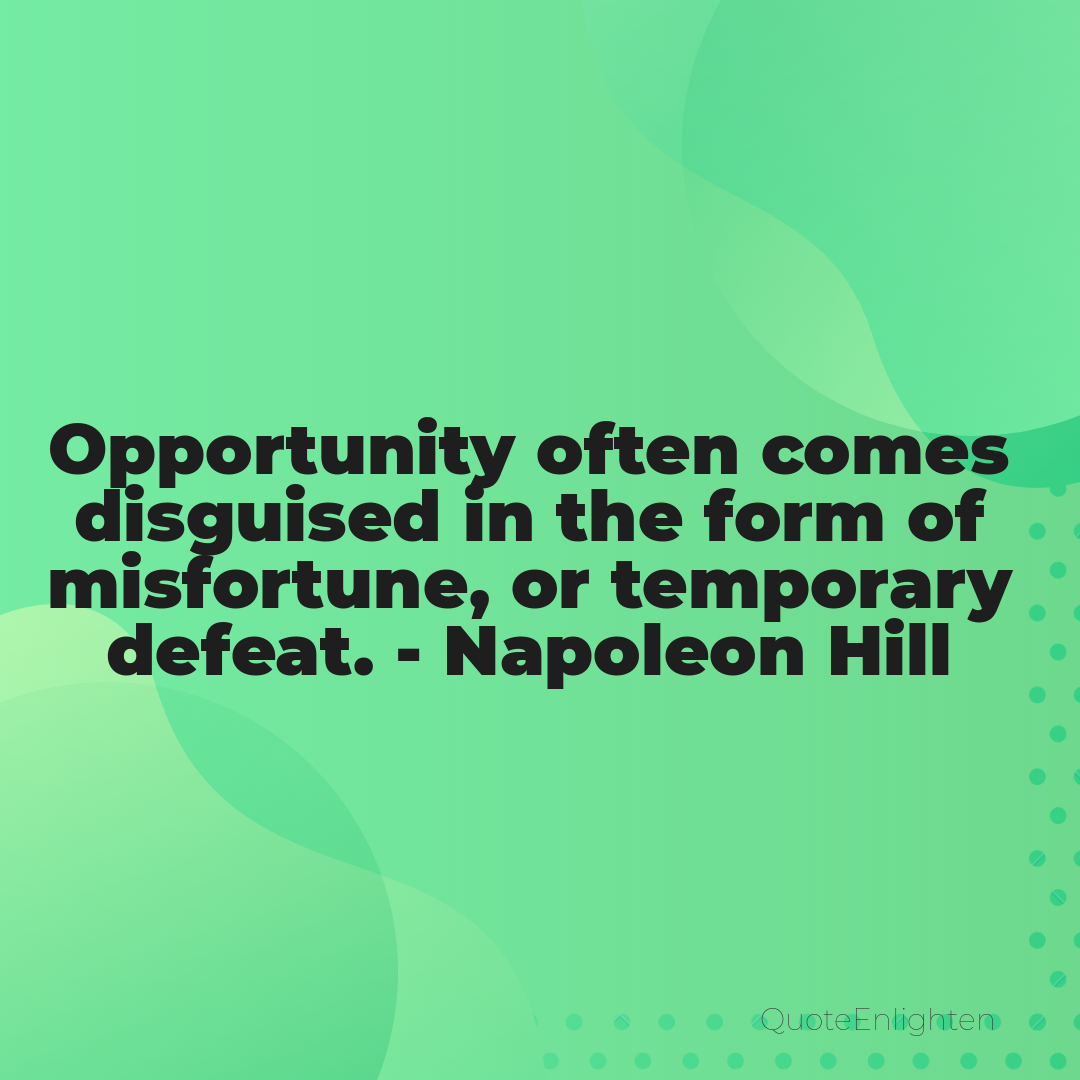 Opportunity often comes
disguised in the form of
misfortune, or temporary
defeat. - Napoleon Hill
QuoteEnlighten